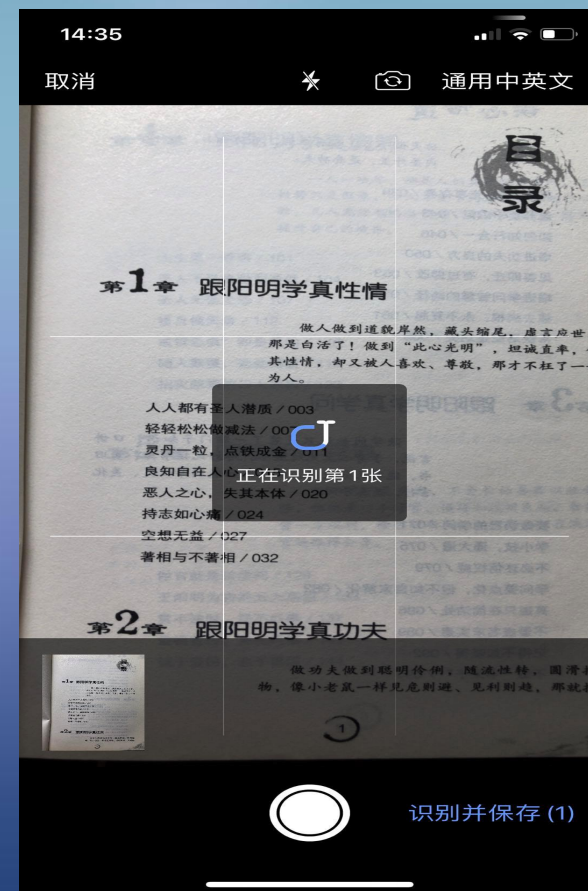 14:35
取消
通用中英文
目
录
第1章 跟阳明学真性情
做人做到道貌岸然，藏头缩尾，虚言应世
那是白活了！做到“此心光明”，坦诚直率，
其性情，却又被人喜欢、尊敬，那才不枉了一
为人。
人人都有圣人潜质/003
轻轻松松做减法/00
灵丹一粒，点铁成金/011
良知自在人心
正在识别第1张
恶人之心，失其本体/020
持志如心痛/024
空想无益/027
著相与不著相/032
第2章 跟阳明学真功夫
做功夫做到聪明伶俐，随流性转，圆滑
物，像小老鼠一样见危则避、见利则趋，那就
1
识别并保存 (1)